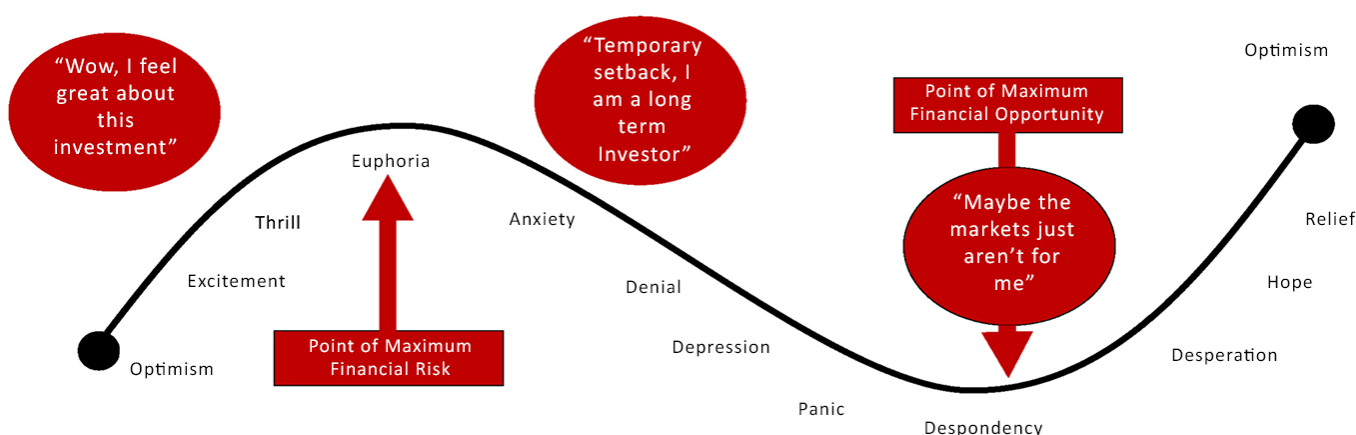 “Wow, I feel
great about
this
investment”
“Temporary
setback, I
am a long
term
Investor”
Point of Maximum
Financial Opportunity
“Maybe the
markets just
aren’t for
me”
Point of Maximum
Financial Risk
Optimism
Excitement
Thrill
Euphoria
Anxiety
Denial
Depression
Panic
Despondency
Desperation
Hope
Relief
Optimism